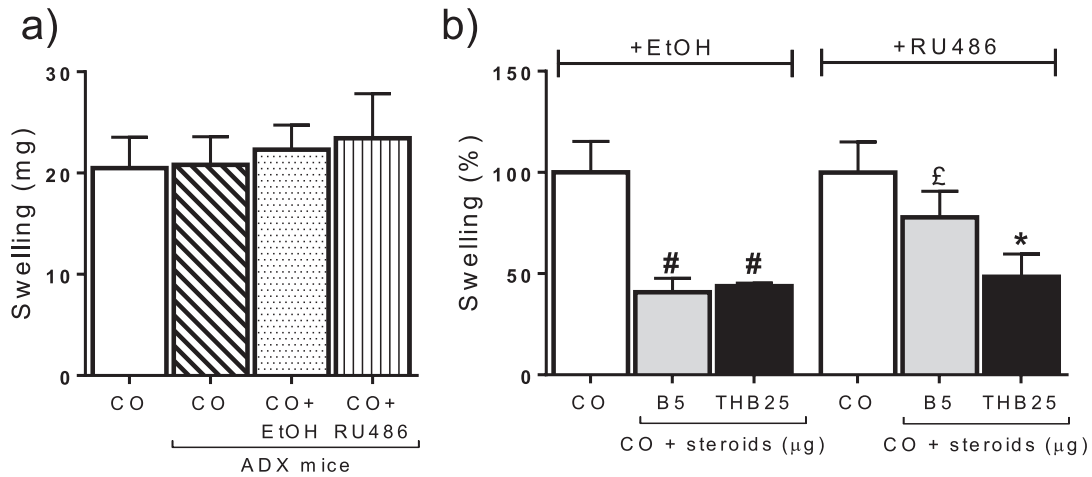 a)
Swelling (mg)
30
20
10
0
CO CO CO+ CO+
EtOH RU486
ADX mice
b)
+EtOH +RU486
Swelling (%)
150
100
50
0
# # £ *
CO B5 THB25 CO B5 THB25
CO + steroids (μg) CO + steroids (μg)